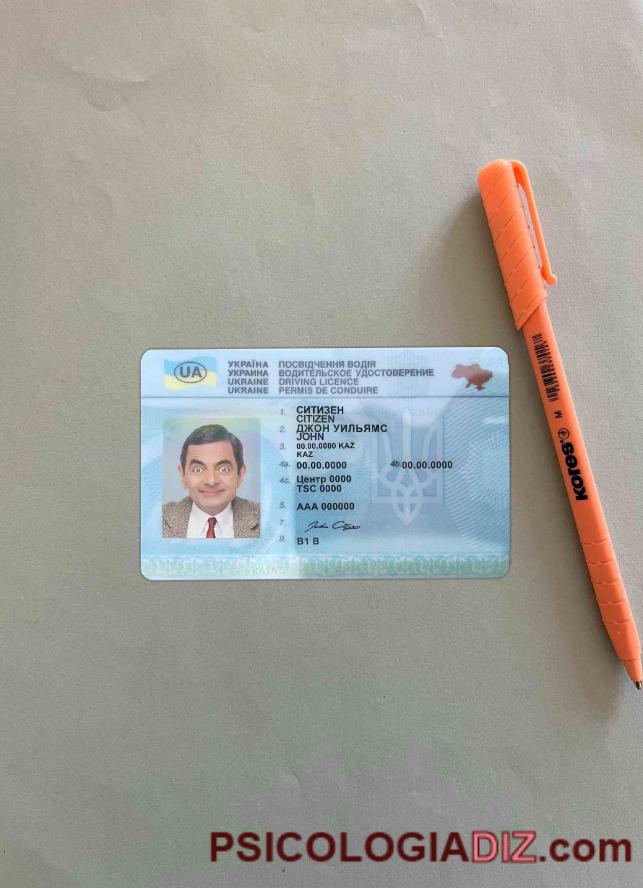 UA
УКРАЇНА ПОСВІДЧЕННЯ ВОДІЯ
УКРАИНА ВОДИТЕЛЬСКОЕ УДОСТОВЕРЕНИЕ
UKRAINE DRIVING LICENCE
UKRAINE PERMIS DE CONDUIRE
1. СИТИЗЕН
CITIZEN
2. ДЖОН УИЛЬЯМС
JOHN
3. 00.00.0000 KAZ
KAZ
4a. 00.00.0000 4b. 00.00.0000
4c. Центр 0000
TSC 0000
5. AAA 000000
7.
9. B1 B
Kores
M
PSICOLOGIADIZ.com